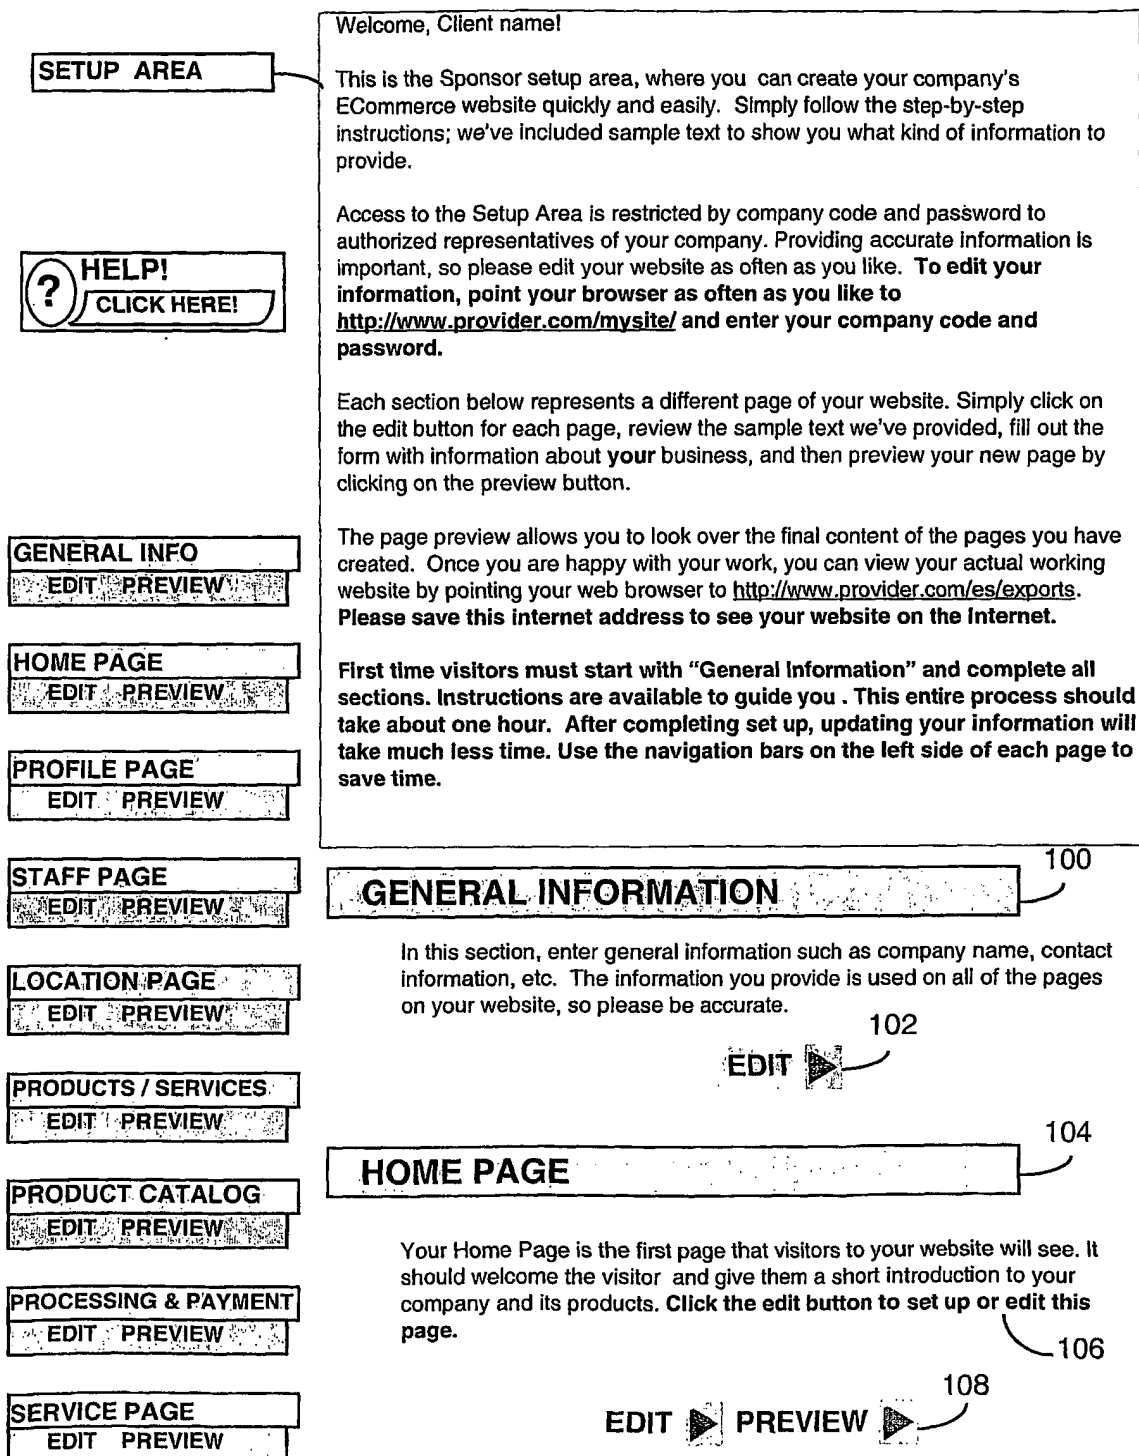 SETUP AREA
HELP!
?
CLICK HERE!
GENERAL INFO
EDIT PREVIEW
HOME PAGE
EDIT PREVIEW
PROFILE PAGE
EDIT PREVIEW
STAFF PAGE
EDIT PREVIEW
LOCATION PAGE
EDIT PREVIEW
PRODUCTS / SERVICES
EDIT PREVIEW
PRODUCT CATALOG
EDIT PREVIEW
PROCESSING & PAYMENT
EDIT PREVIEW
SERVICE PAGE
EDIT PREVIEW
Welcome, Client name!
This is the Sponsor setup area, where you can create your company's
ECommerce website quickly and easily. Simply follow the step-by-step
instructions; we've included sample text to show you what kind of information to
provide.
Access to the Setup Area is restricted by company code and password to
authorized representatives of your company. Providing accurate information is
important, so please edit your website as often as you like. To edit your
information, point your browser as often as you like to
http://www.provider.com/mysite/ and enter your company code and
password.
Each section below represents a different page of your website. Simply click on
the edit button for each page, review the sample text we've provided, fill out the
form with information about your business, and then preview your new page by
clicking on the preview button.
The page preview allows you to look over the final content of the pages you have
created. Once you are happy with your work, you can view your actual working
website by pointing your web browser to http://www.provider.com/es/exports.
Please save this internet address to see your website on the Internet.
First time visitors must start with “General Information” and complete all
sections. Instructions are available to guide you . This entire process should
take about one hour. After completing set up, updating your information will
take much less time. Use the navigation bars on the left side of each page to
save time.
100
GENERAL INFORMATION
In this section, enter general information such as company name, contact
information, etc. The information you provide is used on all of the pages
on your website, so please be accurate.
102
EDIT
104
HOME PAGE
Your Home Page is the first page that visitors to your website will see. It
should welcome the visitor and give them a short introduction to your
company and its products. Click the edit button to set up or edit this
page.
106
108
EDIT PREVIEW